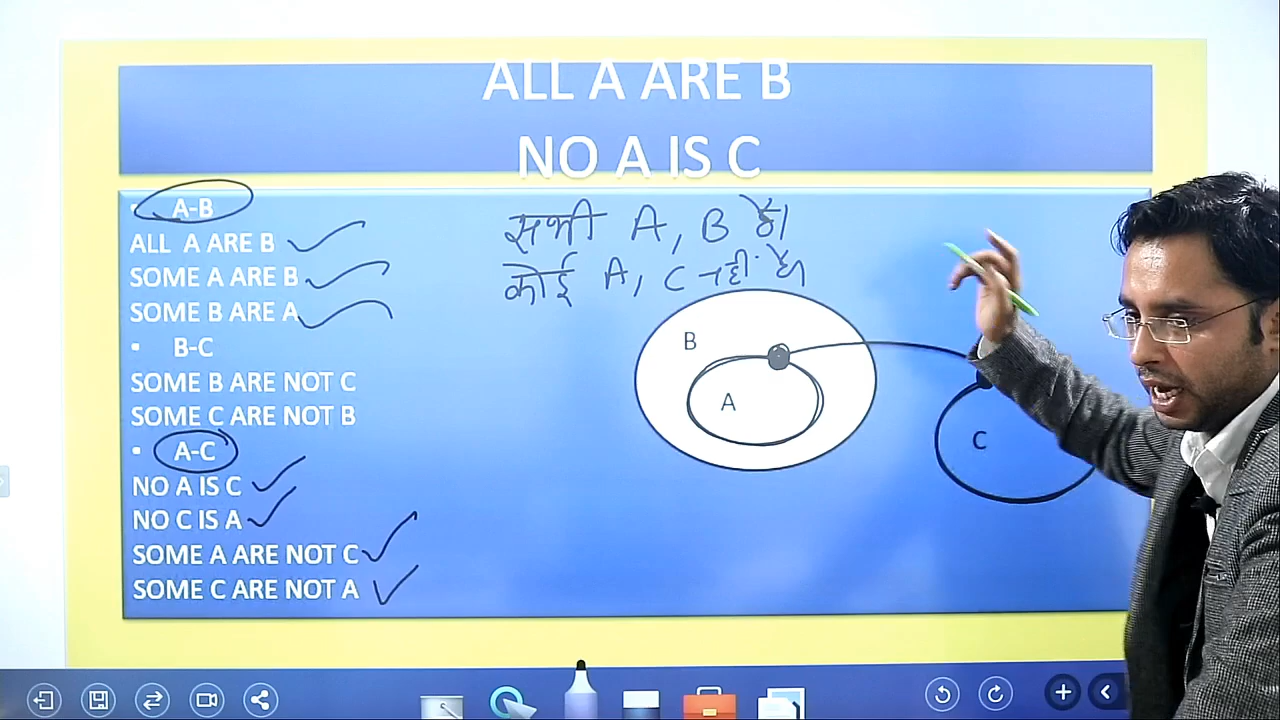 ALL A ARE B
NO A IS C
A-B
ALL A ARE B
SOME A ARE B
SOME B ARE A
B-C
SOME B ARE NOT C
SOME C ARE NOT B
A-C
NO A IS C
NO C IS A
SOME A ARE NOT C
SOME C ARE NOT A
सभी A, B हैं।
कोई A, C नहीं है।
B
A
C